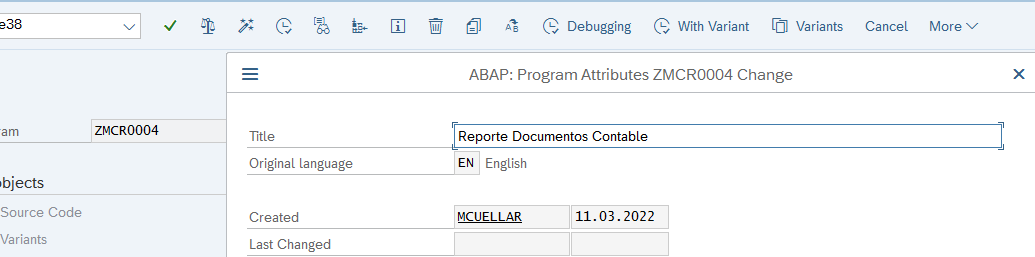 e38 Debugging With Variant Variants Cancel More
ABAP: Program Attributes ZMCR0004 Change
ram ZMCR0004
Title Reporte Documentos Contable
Original language EN English
bjects
Source Code
Created MCUELLAR 11.03.2022
Variants
Last Changed